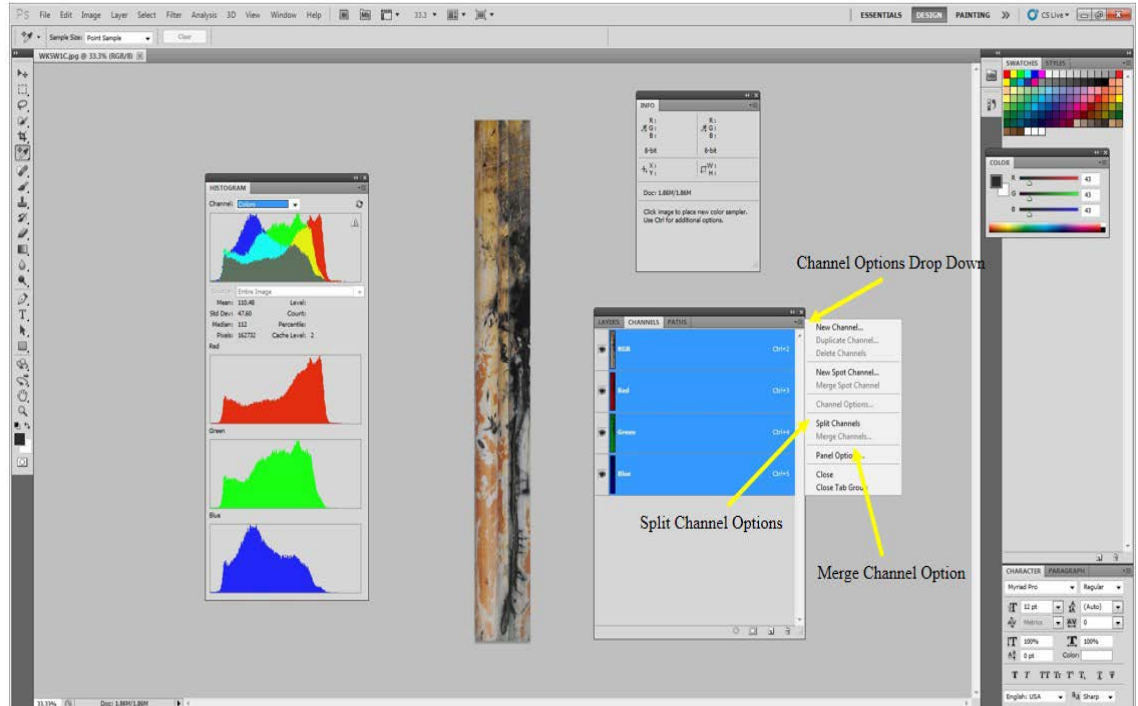 PS File Edit Image Layer Select Filter Analysis 3D View Window Help Br Mb 33.3 ESSENTIALS DESIGN PAINTING CS Live
Sample Size: Point Sample Clear
WKSW1C.jpg @ 33.3% (RGB/8)
SWATCHES STYLES
INFO
R: R:
G: G:
B: B:
8-bit 8-bit
X: W:
Y: H:
Doc: 1.86M/1.86M
Click image to place new color sampler.
Use Ctrl for additional options.
COLOR
R 43
G 43
B 43
HISTOGRAM
Channel: Colors
Entire Image
Mean: 110.48 Level:
Std Dev: 47.60 Count:
Median: 112 Percentile:
Pixels: 162732 Cache Level: 2
Red
Green
Blue
Channel Options Drop Down
LAYERS CHANNELS PATHS
RGB Ctrl+2
Red Ctrl+3
Green Ctrl+4
Blue Ctrl+5
New Channel...
Duplicate Channel...
Delete Channels
New Spot Channel...
Merge Spot Channel
Channel Options...
Split Channels
Merge Channels...
Panel Options...
Close
Close Tab Group
Split Channel Options
Merge Channel Option
CHARACTER PARAGRAPH
Myriad Pro Regular
12 pt (Auto)
Metrics 0
100% 100%
0 pt Color:
T T TT Tr T' T, T T
English: USA Sharp
33.33% Doc: 1.86M/1.86M